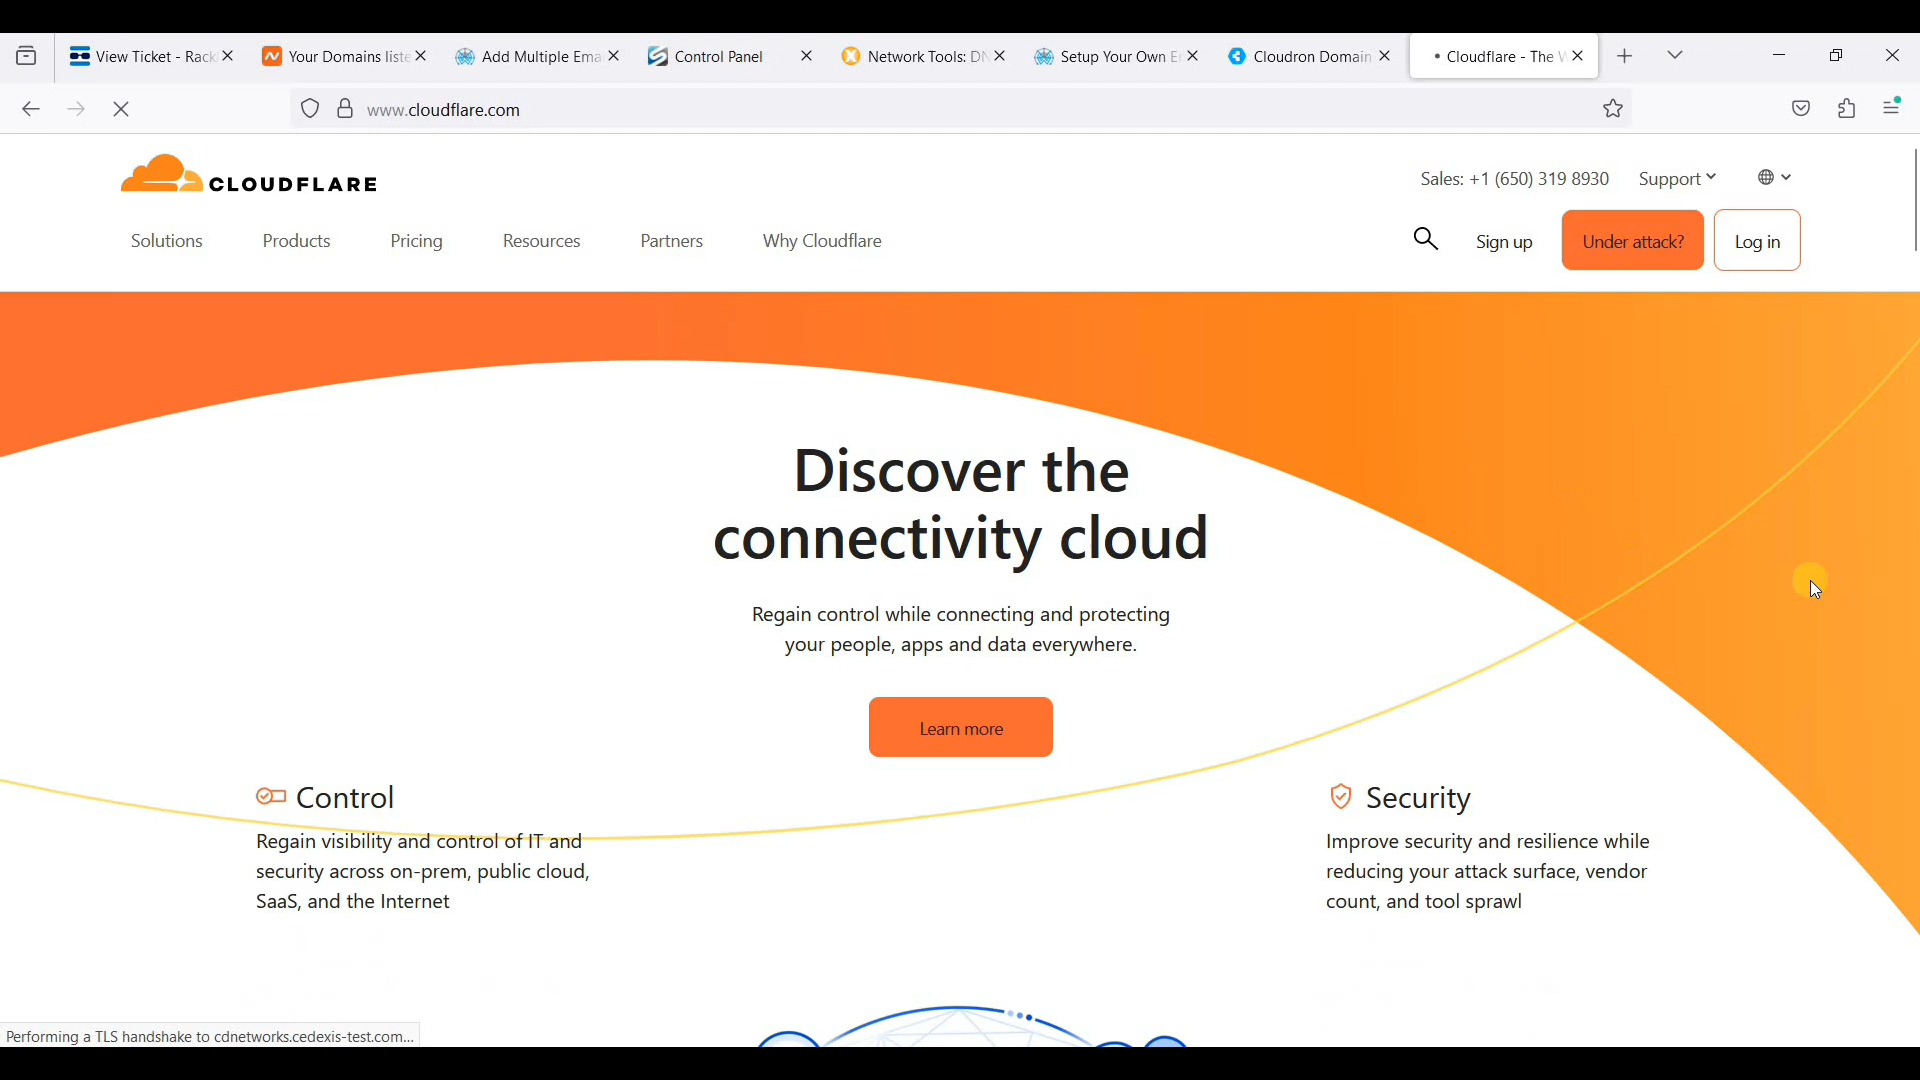 View Ticket - Rack
Your Domains liste
Add Multiple Ema
Control Panel
Network Tools: DN
Setup Your Own E
Cloudron Domain
Cloudflare - The W
www.cloudflare.com
CLOUDFLARE
Sales: +1 (650) 319 8930
Support
Solutions
Products
Pricing
Resources
Partners
Why Cloudflare
Sign up
Under attack?
Log in
Discover the
connectivity cloud
Regain control while connecting and protecting
your people, apps and data everywhere.
Learn more
Control
Regain visibility and control of IT and
security across on-prem, public cloud,
SaaS, and the Internet
Security
Improve security and resilience while
reducing your attack surface, vendor
count, and tool sprawl
Performing a TLS handshake to cdnetworks.cedexis-test.com...